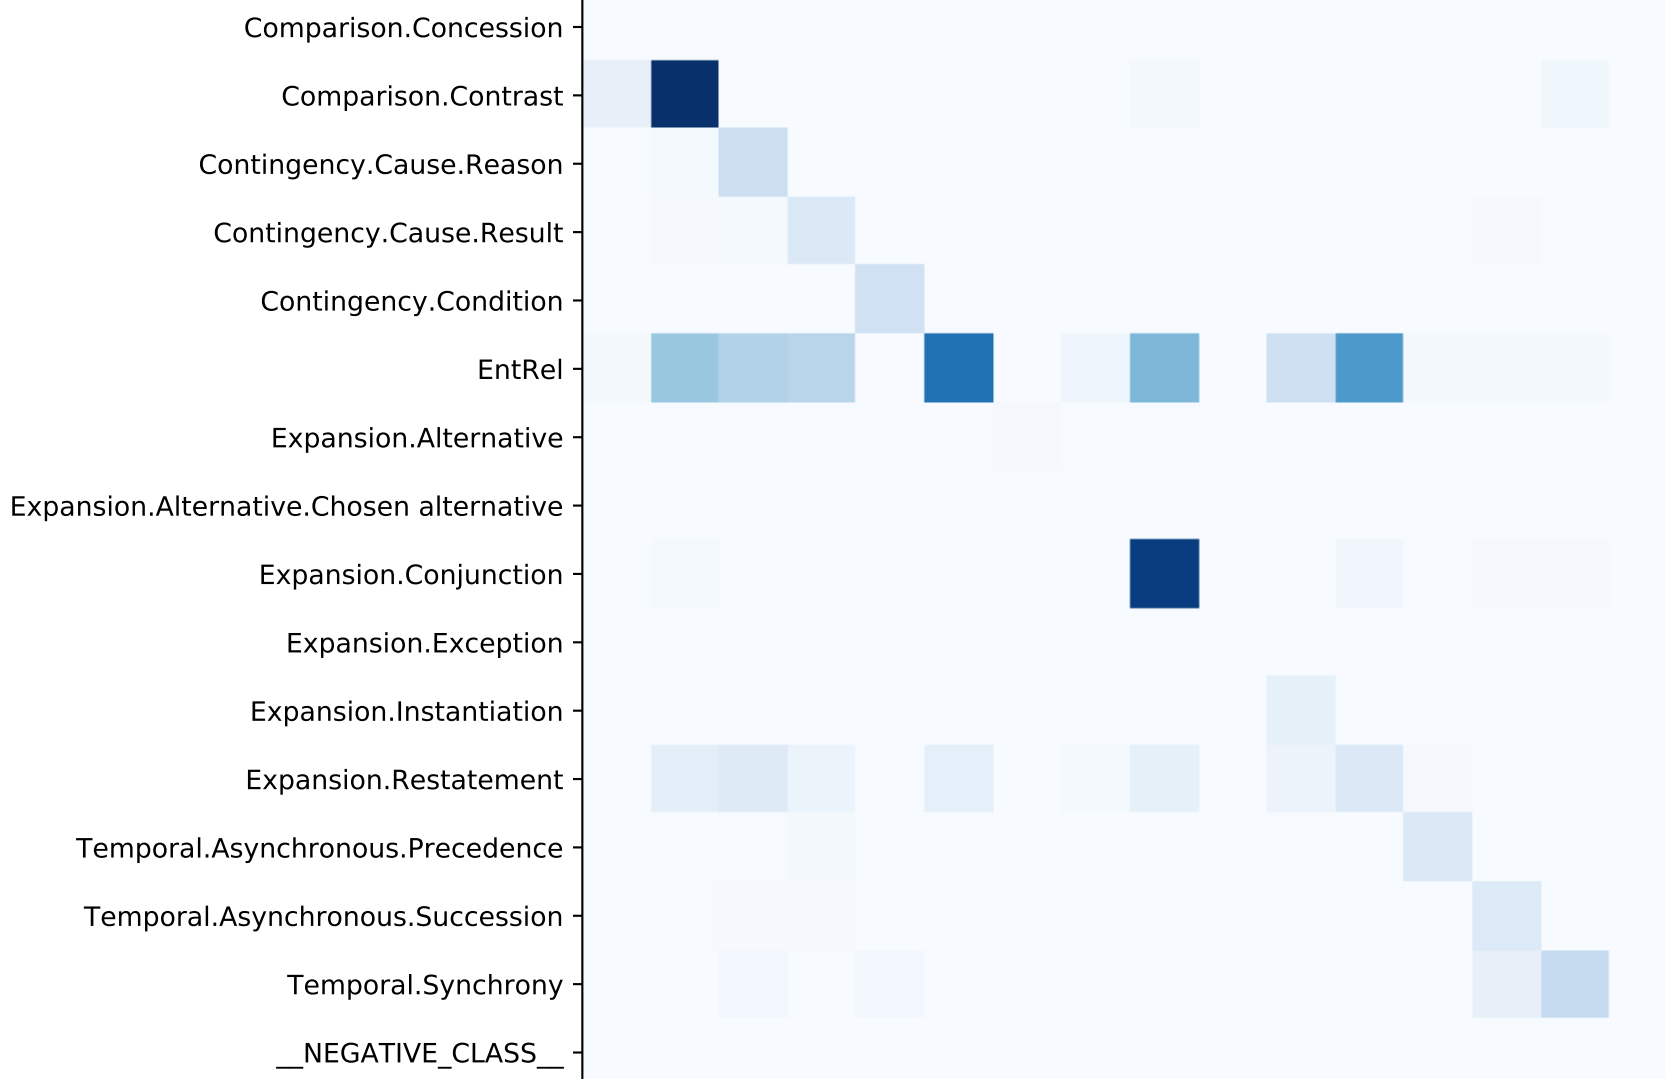 Comparison.Concession
Comparison.Contrast
Contingency.Cause.Reason
Contingency.Cause.Result
Contingency.Condition
EntRel
Expansion.Alternative
Expansion.Alternative.Chosen alternative
Expansion.Conjunction
Expansion.Exception
Expansion.Instantiation
Expansion.Restatement
Temporal.Asynchronous.Precedence
Temporal.Asynchronous.Succession
Temporal.Synchrony
__NEGATIVE_CLASS__